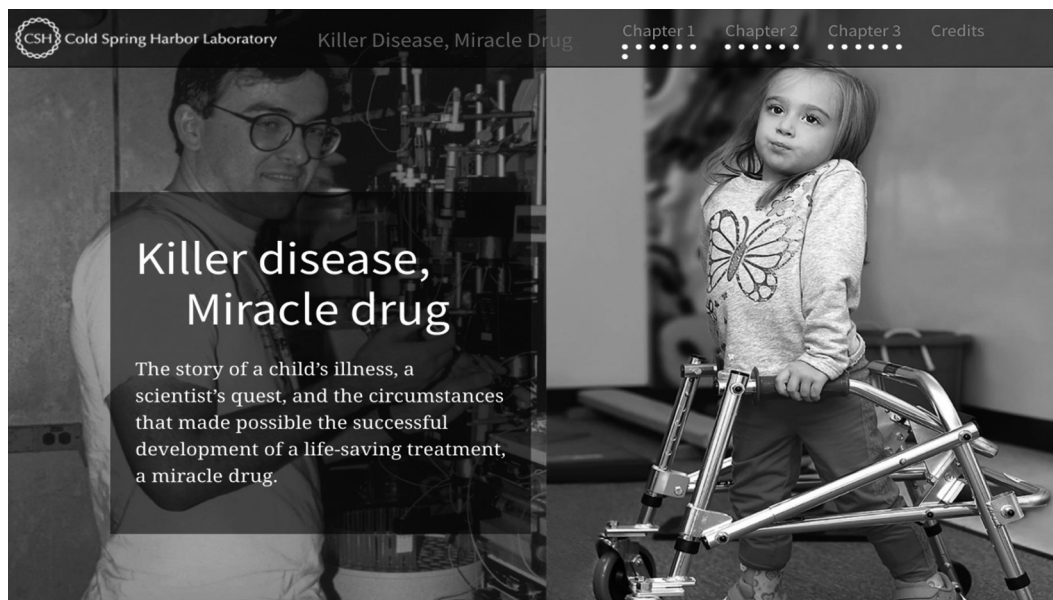 CSH Cold Spring Harbor Laboratory
Killer Disease, Miracle Drug
Chapter 1
Chapter 2
Chapter 3
Credits
Killer disease,
Miracle drug
The story of a child’s illness, a
scientist’s quest, and the circumstances
that made possible the successful
development of a life-saving treatment,
a miracle drug.